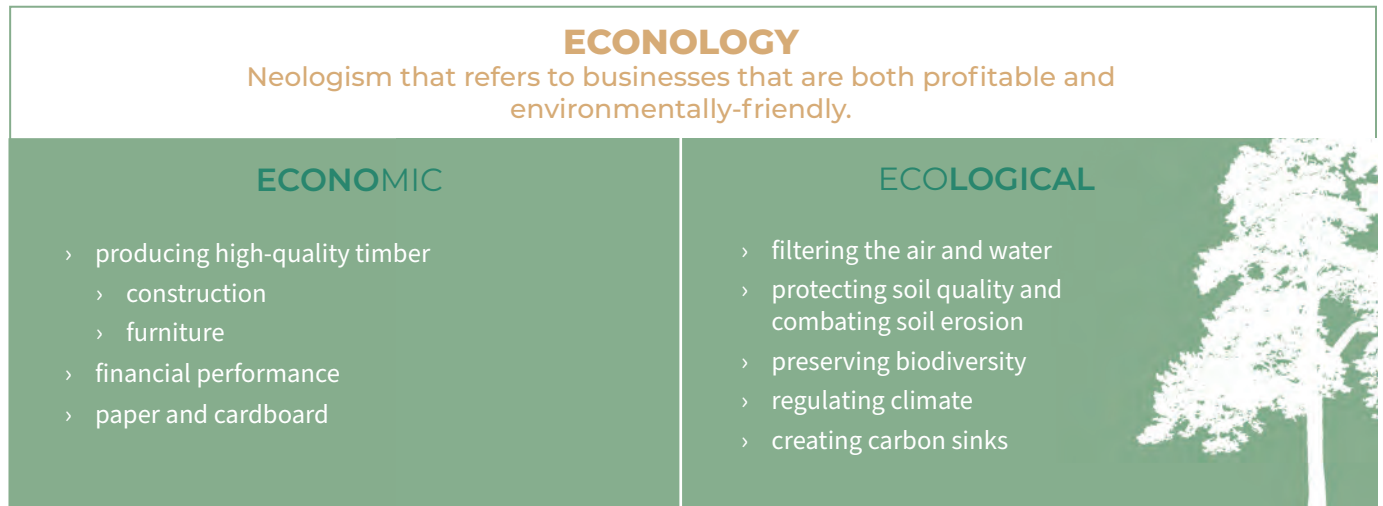 ECONOLOGY
Neologism that refers to businesses that are both profitable and
environmentally-friendly.
ECONOMIC
› producing high-quality timber
› construction
› furniture
› financial performance
› paper and cardboard
ECOLOGICAL
› filtering the air and water
› protecting soil quality and
combating soil erosion
› preserving biodiversity
› regulating climate
› creating carbon sinks